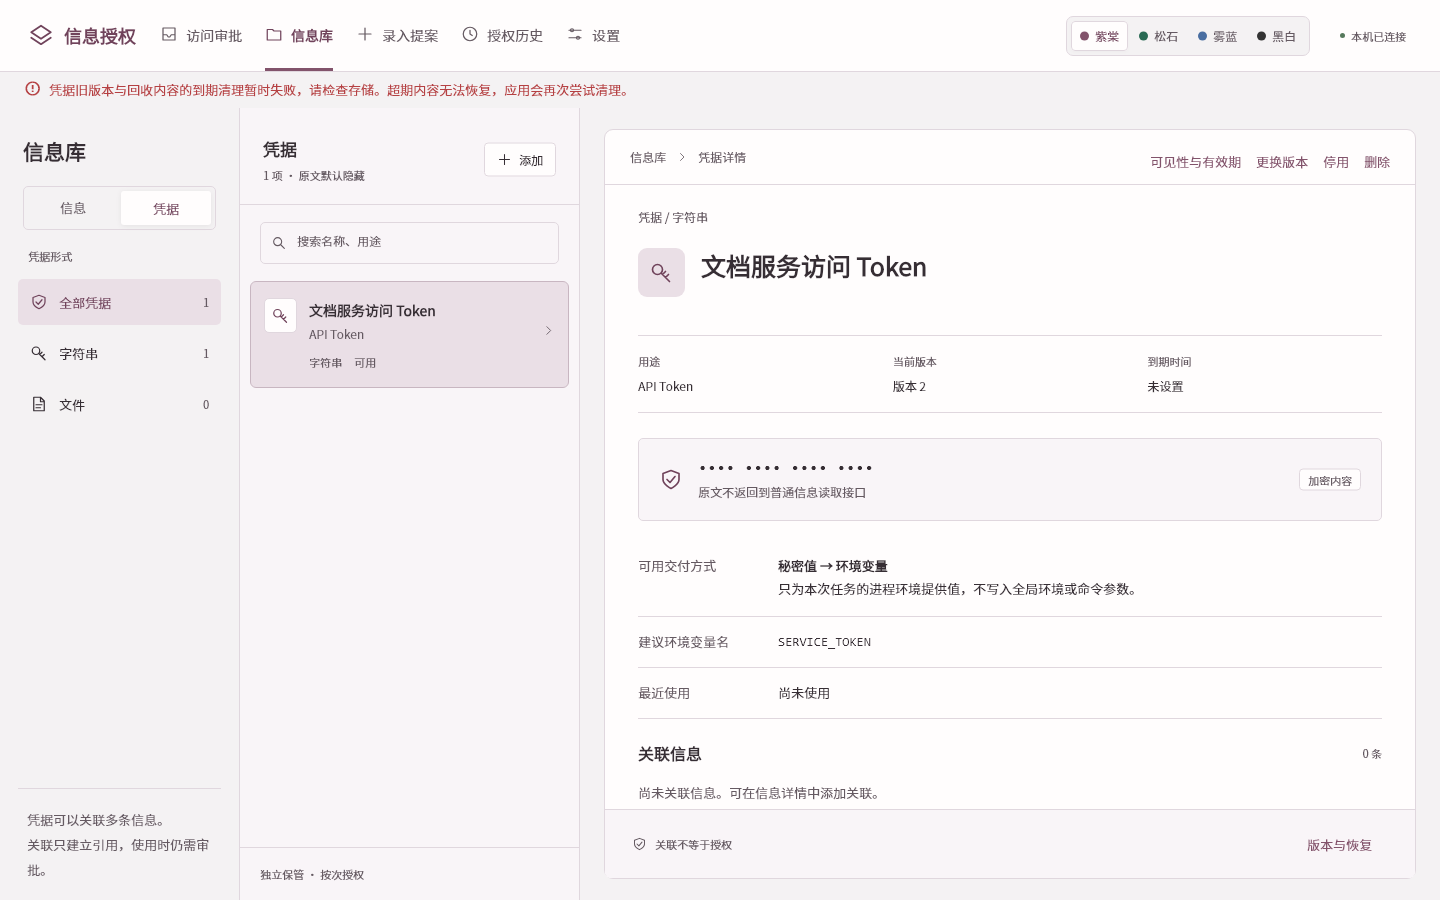 信息授权
访问审批
信息库
录入提案
授权历史
设置
紫棠
松石
雾蓝
黑白
本机已连接
凭据旧版本与回收内容的到期清理暂时失败，请检查存储。超期内容无法恢复，应用会再次尝试清理。
信息库
信息
凭据
凭据形式
全部凭据 1
字符串 1
文件 0
凭据可以关联多条信息。
关联只建立引用，使用时仍需审
批。
凭据
1 项 · 原文默认隐藏
添加
搜索名称、用途
文档服务访问 Token
API Token
字符串 可用
独立保管 · 按次授权
信息库 > 凭据详情
可见性与有效期 更换版本 停用 删除
凭据 / 字符串
文档服务访问 Token
用途 当前版本 到期时间
API Token 版本 2 未设置
•••• •••• •••• ••••
原文不返回到普通信息读取接口
加密内容
可用交付方式 秘密值 → 环境变量
只为本次任务的进程环境提供值，不写入全局环境或命令参数。
建议环境变量名 SERVICE_TOKEN
最近使用 尚未使用
关联信息 0 条
尚未关联信息。可在信息详情中添加关联。
关联不等于授权
版本与恢复